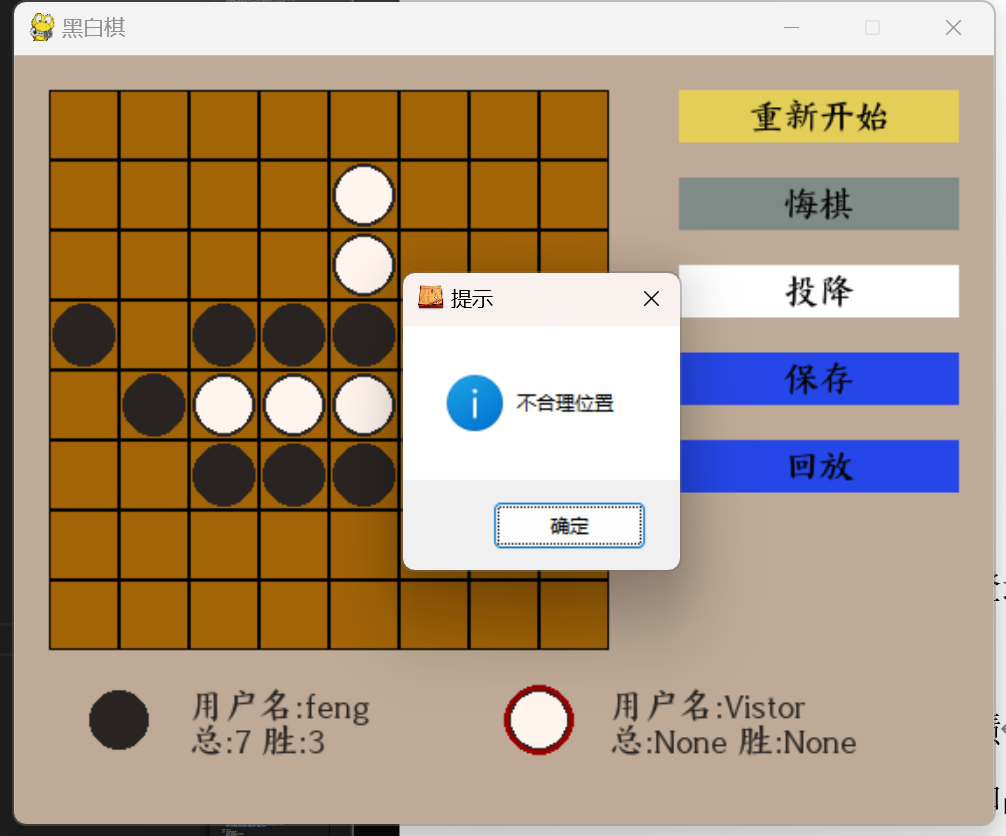 黑白棋
重新开始
悔棋
投降
提示
保存
不合理位置
回放
确定
用户名:feng
总:7 胜:3
用户名:Vistor
总:None 胜:None